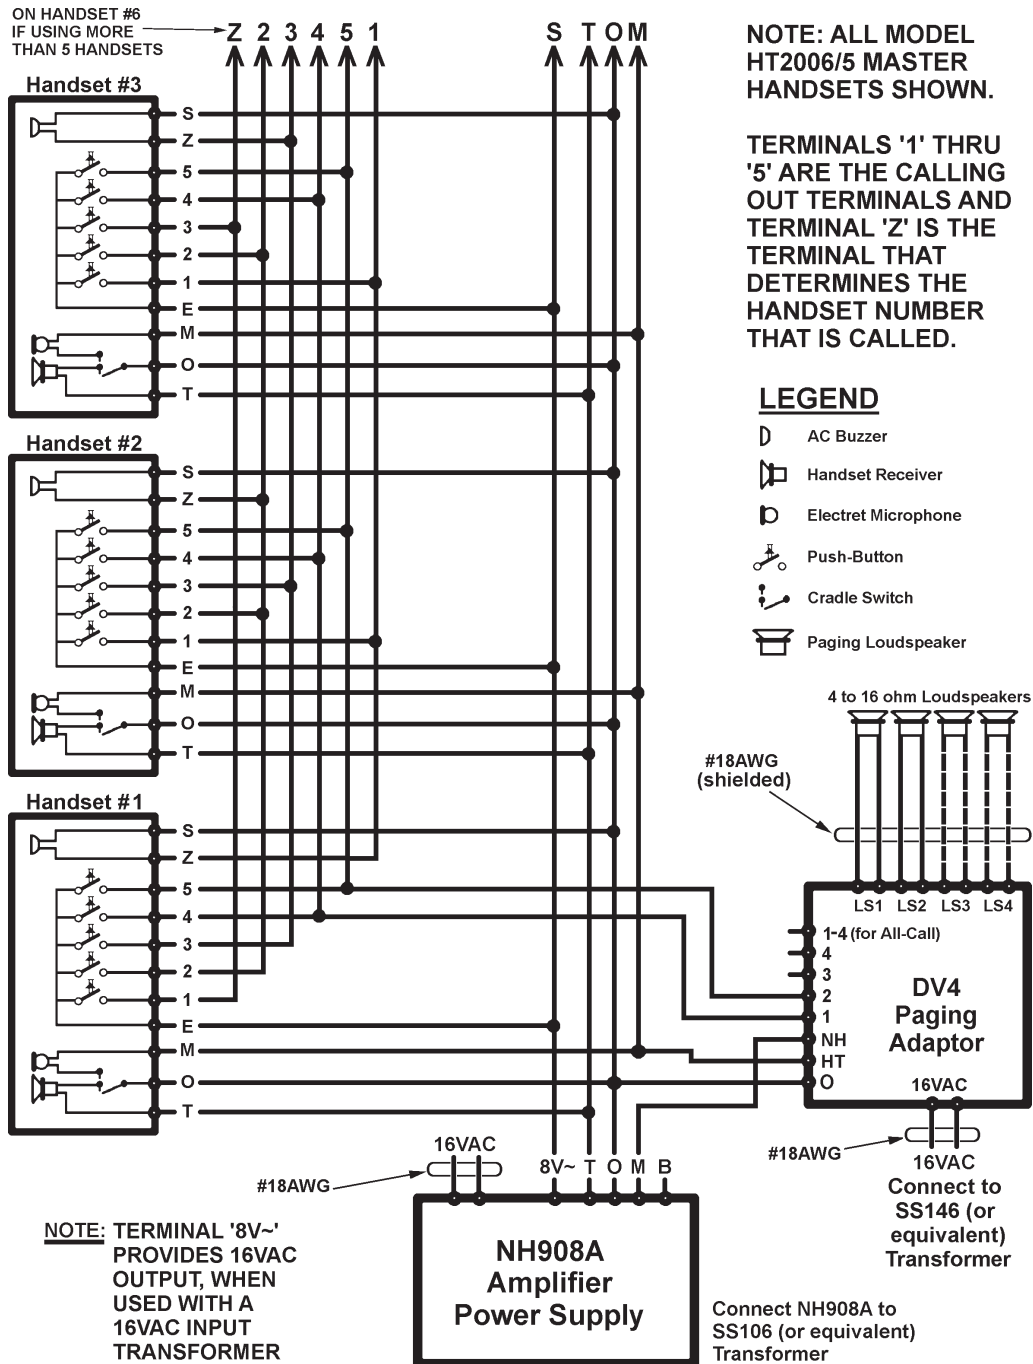 ON HANDSET #6
IF USING MORE
THAN 5 HANDSETS
Z 2 3 4 5 1
S T O M
NOTE: ALL MODEL
HT2006/5 MASTER
HANDSETS SHOWN.
TERMINALS '1' THRU
'5' ARE THE CALLING
OUT TERMINALS AND
TERMINAL 'Z' IS THE
TERMINAL THAT
DETERMINES THE
HANDSET NUMBER
THAT IS CALLED.
Handset #3
S
Z
5
4
3
2
1
E
M
O
T
LEGEND
AC Buzzer
Handset Receiver
Electret Microphone
Push-Button
Cradle Switch
Paging Loudspeaker
Handset #2
S
Z
5
4
3
2
1
E
M
O
T
Handset #1
S
Z
5
4
3
2
1
E
M
O
T
4 to 16 ohm Loudspeakers
#18AWG
(shielded)
LS1 LS2 LS3 LS4
1-4 (for All-Call)
4
3
2
1
NH
HT
O
DV4
Paging
Adaptor
16VAC
#18AWG
16VAC
Connect to
SS146 (or
equivalent)
Transformer
16VAC
#18AWG
8V~ T O M B
NH908A
Amplifier
Power Supply
NOTE: TERMINAL '8V~'
PROVIDES 16VAC
OUTPUT, WHEN
USED WITH A
16VAC INPUT
TRANSFORMER
Connect NH908A to
SS106 (or equivalent)
Transformer